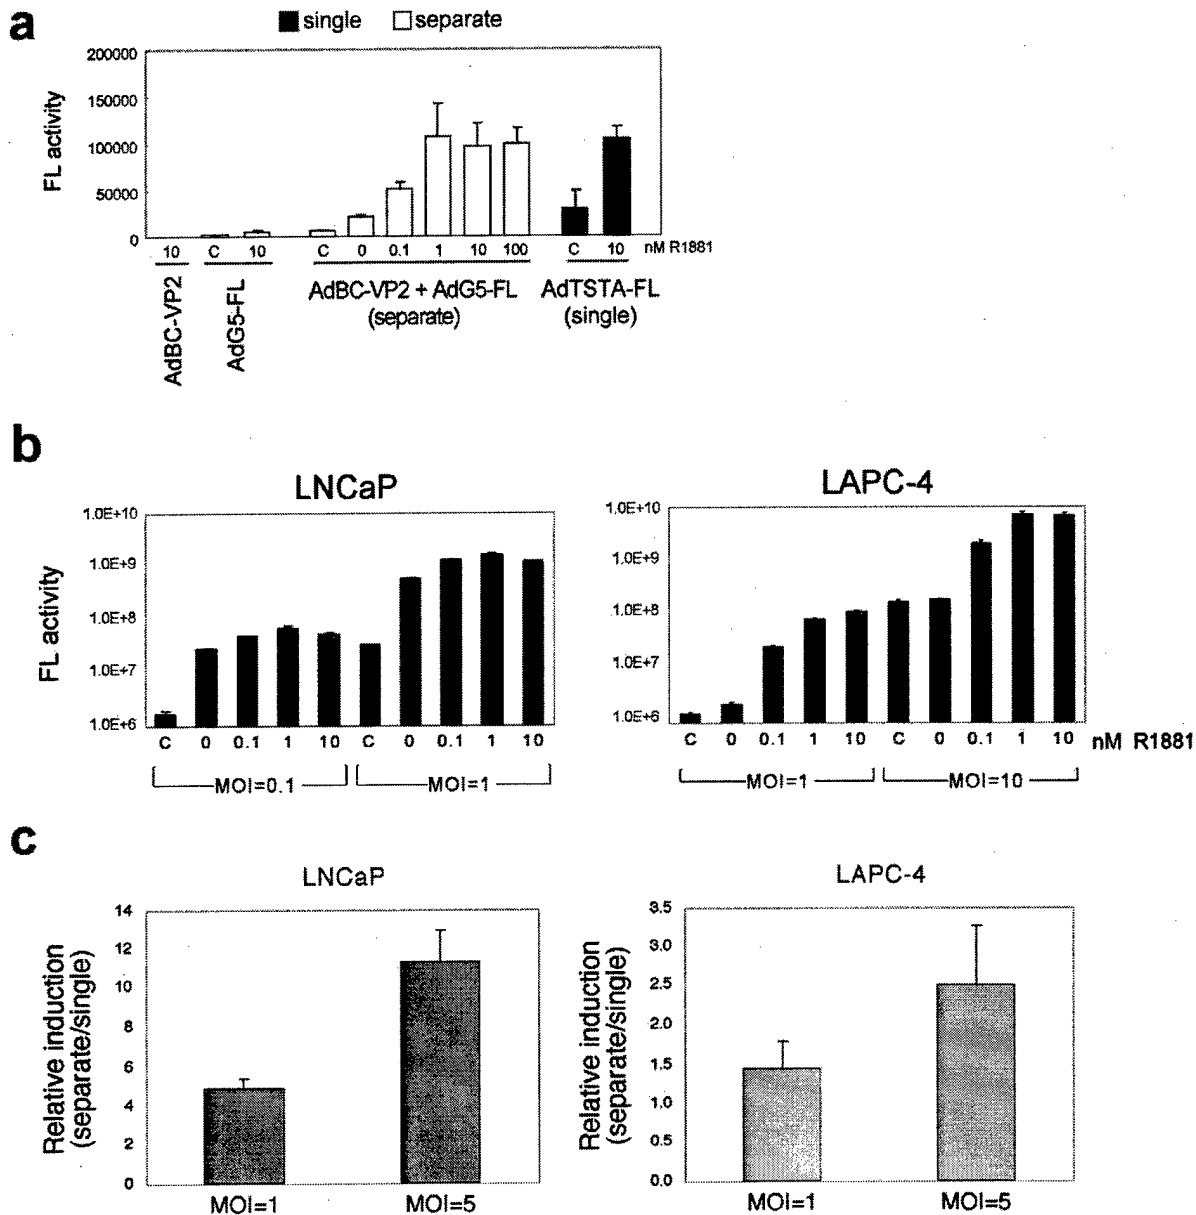 a
single separate
200000
150000
100000
50000
0
FL activity
10 C 10 C 0 0.1 1 10 100 C 10 nM R1881
AdBC-VP2
AdG5-FL
AdBC-VP2 + AdG5-FL
(separate)
AdTSTA-FL
(single)
b
LNCaP
1.0E+10
1.0E+9
1.0E+8
1.0E+7
1.0E+6
FL activity
C 0 0.1 1 10 C 0 0.1 1 10
MOI=0.1 MOI=1
LAPC-4
1.0E+10
1.0E+9
1.0E+8
1.0E+7
1.0E+6
C 0 0.1 1 10 C 0 0.1 1 10 nM R1881
MOI=1 MOI=10
c
LNCaP
14
12
10
8
6
4
2
0
Relative induction
(separate/single)
MOI=1 MOI=5
LAPC-4
3.5
3.0
2.5
2.0
1.5
1.0
0.5
0.0
Relative induction
(separate/single)
MOI=1 MOI=5